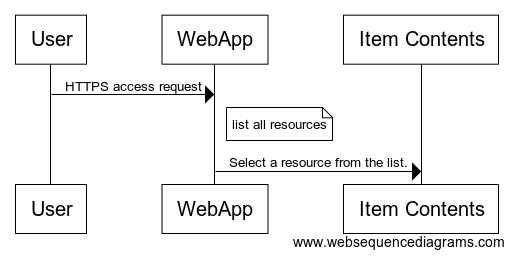 User
WebApp
Item Contents
HTTPS access request
list all resources
Select a resource from the list.
User
WebApp
Item Contents
www.websequencediagrams.com